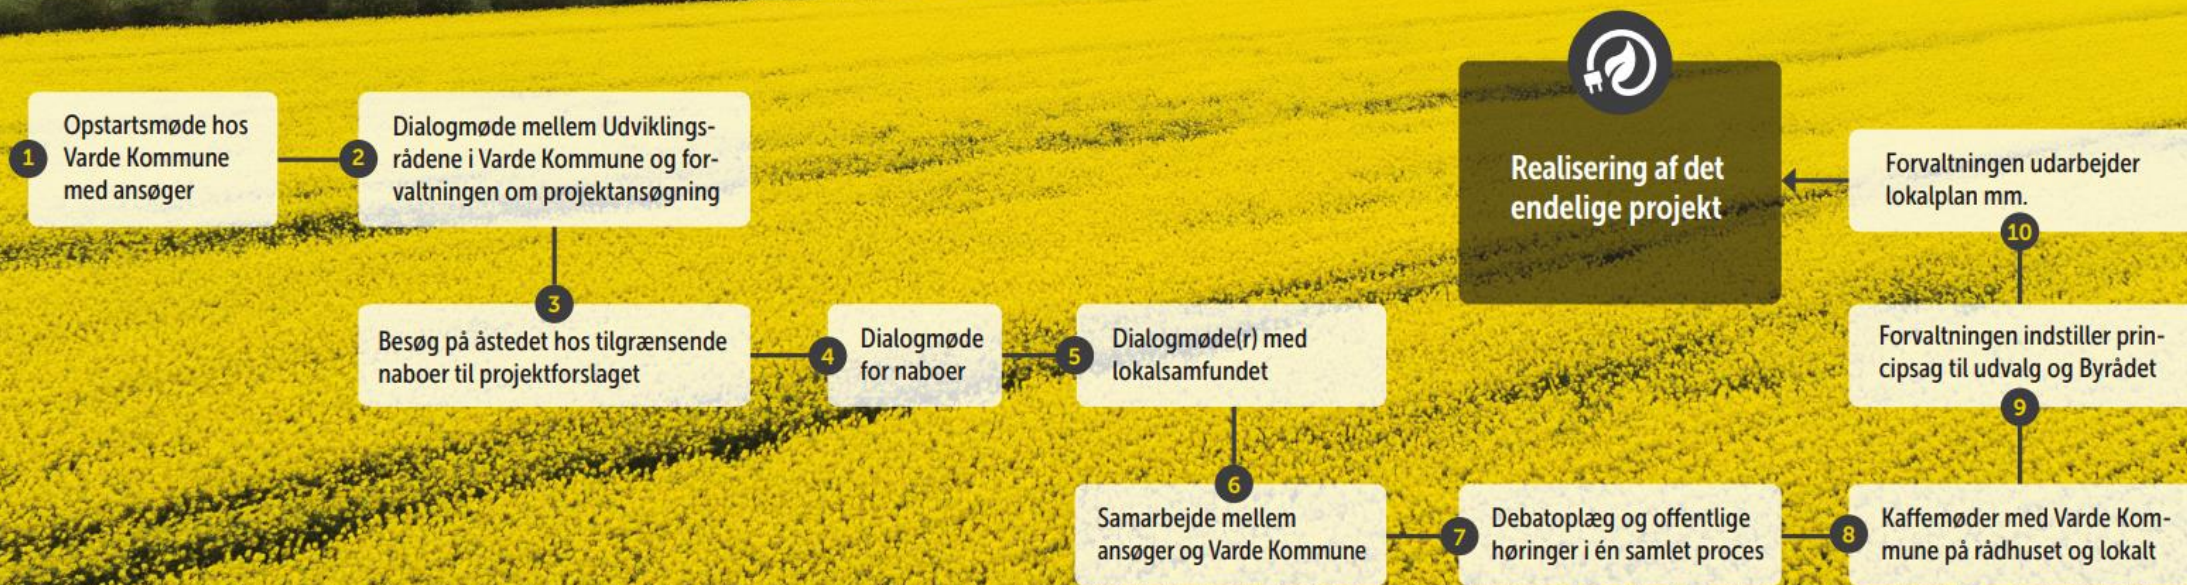 1
Opstartsmøde hos
Varde Kommune
med ansøger
2
Dialogmøde mellem Udviklings-
rådene i Varde Kommune og for-
valtningen om projektansøgning
3
Besøg på åstedet hos tilgrænsende
naboer til projektforslaget
4
Dialogmøde
for naboer
5
Dialogmøde(r) med
lokalsamfundet
6
Samarbejde mellem
ansøger og Varde Kommune
7
Debatoplæg og offentlige
høringer i én samlet proces
8
Kaffemøder med Varde Kom-
mune på rådhuset og lokalt
9
Forvaltningen indstiller prin-
cipsag til udvalg og Byrådet
10
Forvaltningen udarbejder
lokalplan mm.
Realisering af det
endelige projekt